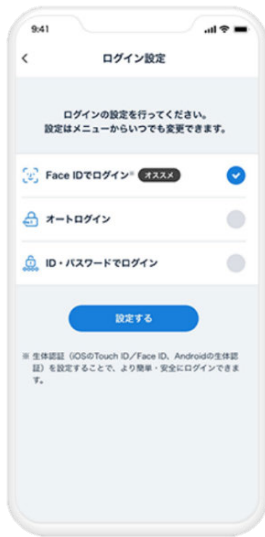 9:41
ログイン設定
ログインの設定を行ってください。
設定はメニューからいつでも変更できます。
Face IDでログイン※ オススメ
オートログイン
ID・パスワードでログイン
設定する
※ 生体認証（iOSのTouch ID／Face ID、Androidの生体認
証）を設定することで、より簡単・安全にログインできま
す。